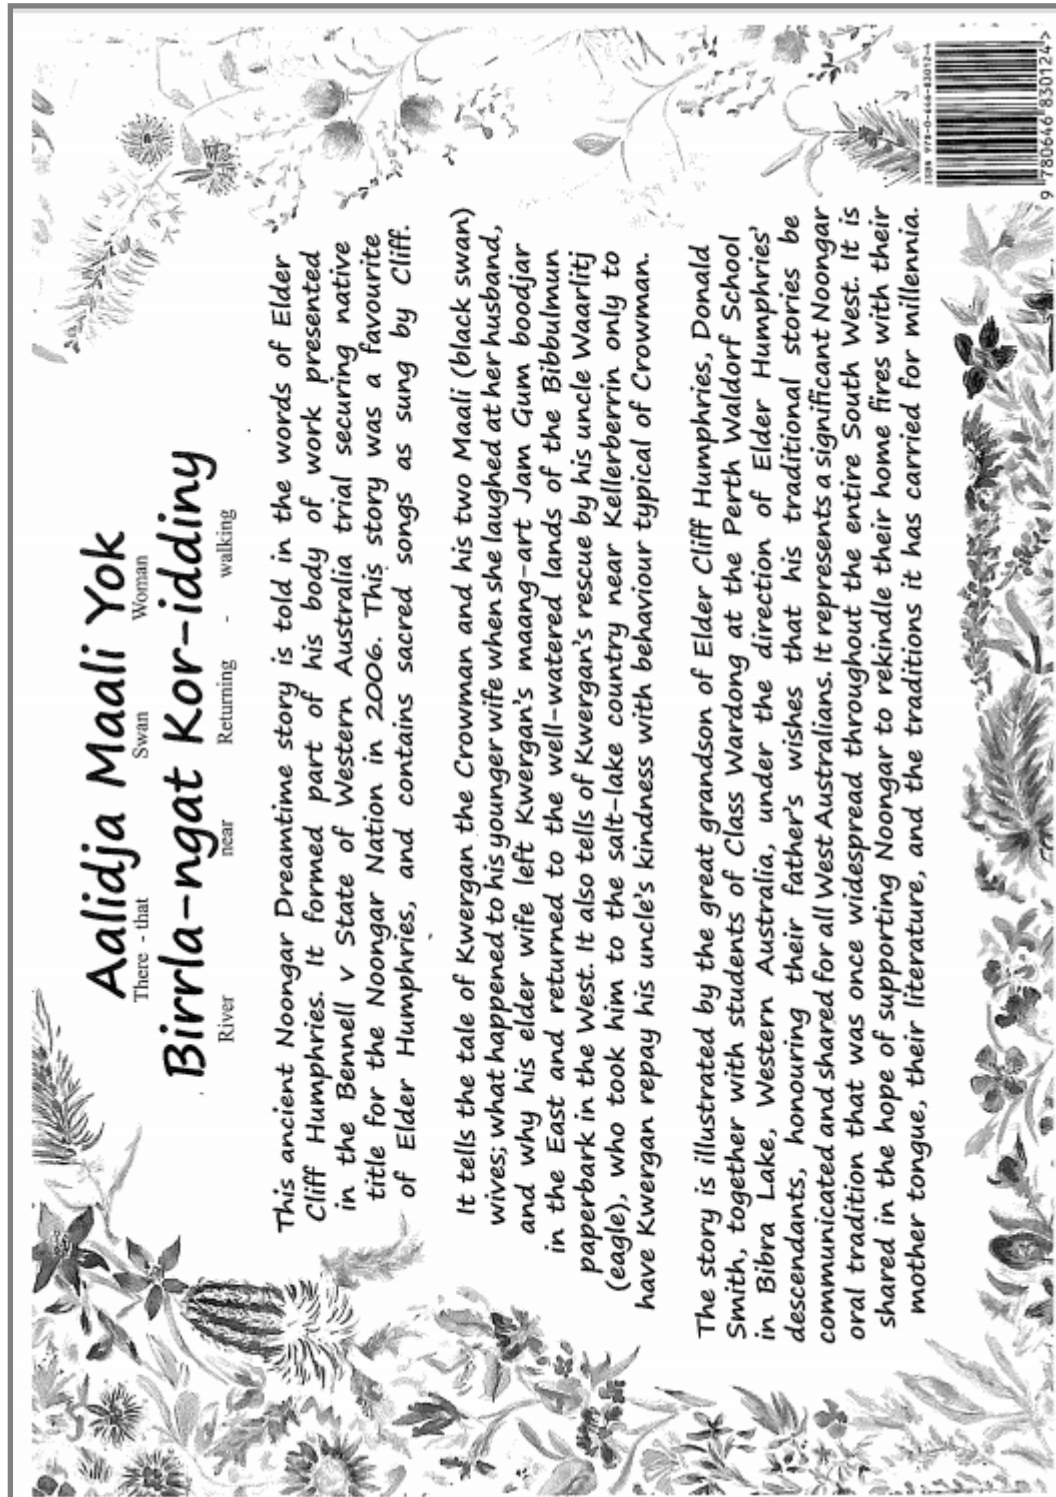 Aalidja Maali Yok
There - that Swan Woman
Birrla-ngat Kor-iddiny
River near Returning - walking
This ancient Noongar Dreamtime story is told in the words of Elder
Cliff Humphries. It formed part of his body of work presented
in the Bennell v State of Western Australia trial securing native
title for the Noongar Nation in 2006. This story was a favourite
of Elder Humphries, and contains sacred songs as sung by Cliff.
It tells the tale of Kwergan the Crowman and his two Maali (black swan)
wives; what happened to his younger wife when she laughed at her husband,
and why his elder wife left Kwergan's maang-art Jam Gum boodjar
in the East and returned to the well-watered lands of the Bibbulmun
paperbark in the West. It also tells of Kwergan's rescue by his uncle Waarlitj
(eagle), who took him to the salt-lake country near Kellerberrin only to
have Kwergan repay his uncle's kindness with behaviour typical of Crowman.
The story is illustrated by the great grandson of Elder Cliff Humphries, Donald
Smith, together with students of Class Wardong at the Perth Waldorf School
in Bibra Lake, Western Australia, under the direction of Elder Humphries'
descendants, honouring their father's wishes that his traditional stories be
communicated and shared for all West Australians. It represents a significant Noongar
oral tradition that was once widespread throughout the entire South West. It is
shared in the hope of supporting Noongar to rekindle their home fires with their
mother tongue, their literature, and the traditions it has carried for millennia.
ISBN 978-0-646-83012-4
9 780646 830124 >